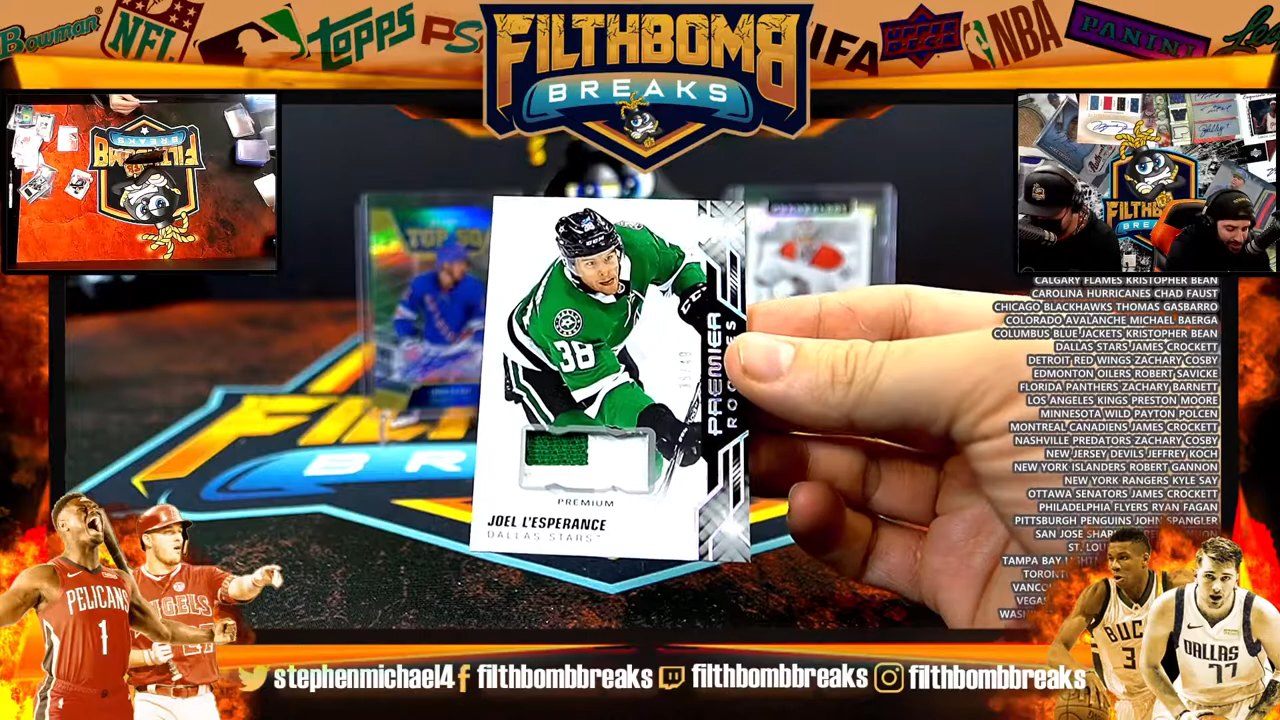 Bowman
NFL
TOPPS
PS
FIFA
NBA
PANINI
FILTHBOMB
BREAKS
CALGARY FLAMES KRISTOPHER BEAN
CAROLINA HURRICANES CHAD FAUST
CHICAGO BLACKHAWKS THOMAS GASBARRO
COLORADO AVALANCHE MICHAEL BAERGA
COLUMBUS BLUE JACKETS KRISTOPHER BEAN
DALLAS STARS JAMES CROCKETT
DETROIT RED WINGS ZACHARY COSBY
EDMONTON OILERS ROBERT SAVICKE
FLORIDA PANTHERS ZACHARY BARNETT
LOS ANGELES KINGS PRESTON MOORE
MINNESOTA WILD PAYTON POLCEN
MONTREAL CANADIENS JAMES CROCKETT
NASHVILLE PREDATORS ZACHARY COSBY
NEW JERSEY DEVILS JEFFREY KOCH
NEW YORK ISLANDERS ROBERT GANNON
NEW YORK RANGERS KYLE SAY
OTTAWA SENATORS JAMES CROCKETT
PHILADELPHIA FLYERS RYAN FAGAN
PITTSBURGH PENGUINS JOHN SPANGLER
SAN JOSE
ST.
TAMPA BAY
38
38
PREMIER
PREMIUM
JOEL L'ESPERANCE
DALLAS STARS
PELICANS
1
ANGELS
BUC
3
DALLAS
77
stephenmichael4 filthbombbreaks filthbombbreaks filthbombbreaks